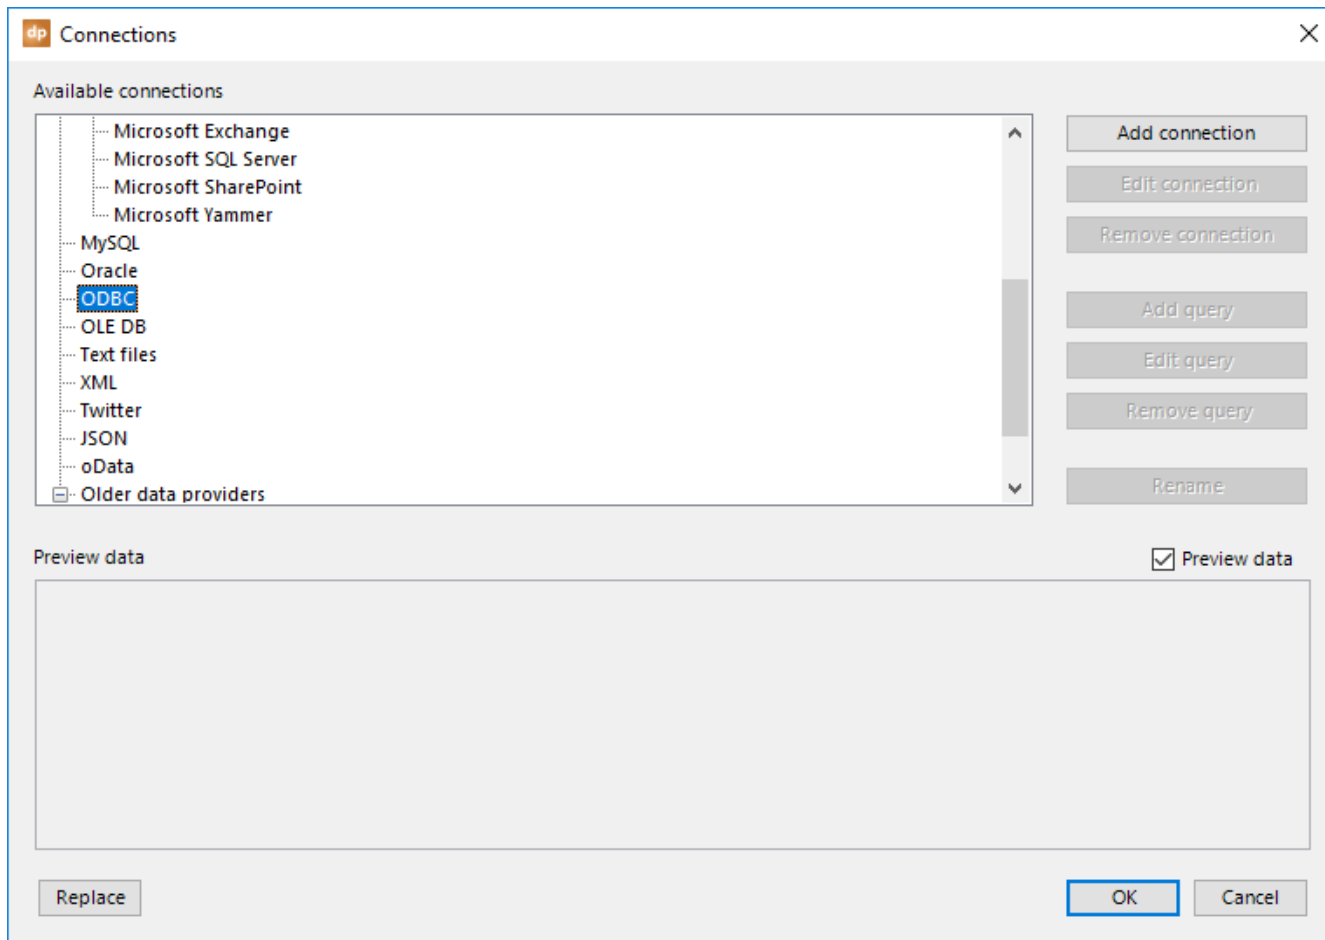 dp Connections
Available connections
Microsoft Exchange
Microsoft SQL Server
Microsoft SharePoint
Microsoft Yammer
MySQL
Oracle
ODBC
OLE DB
Text files
XML
Twitter
JSON
oData
Older data providers
Add connection
Edit connection
Remove connection
Add query
Edit query
Remove query
Rename
Preview data
Preview data
Replace
OK
Cancel